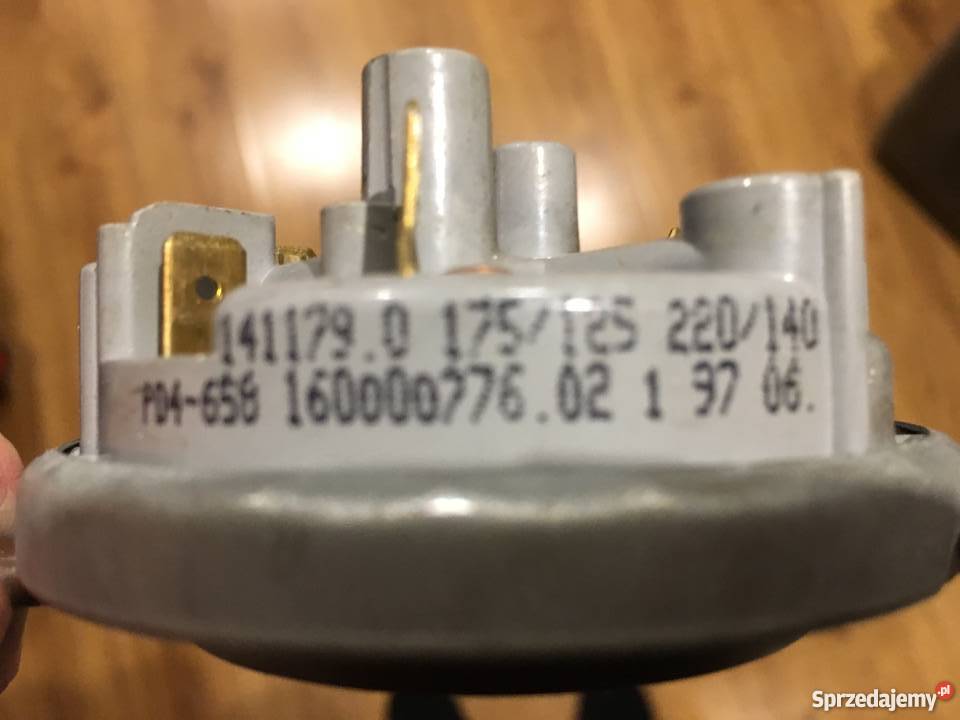 141179.0 175/125 220/140
P04-658 160000776.02 1 97 06.
Sprzedajemy.pl